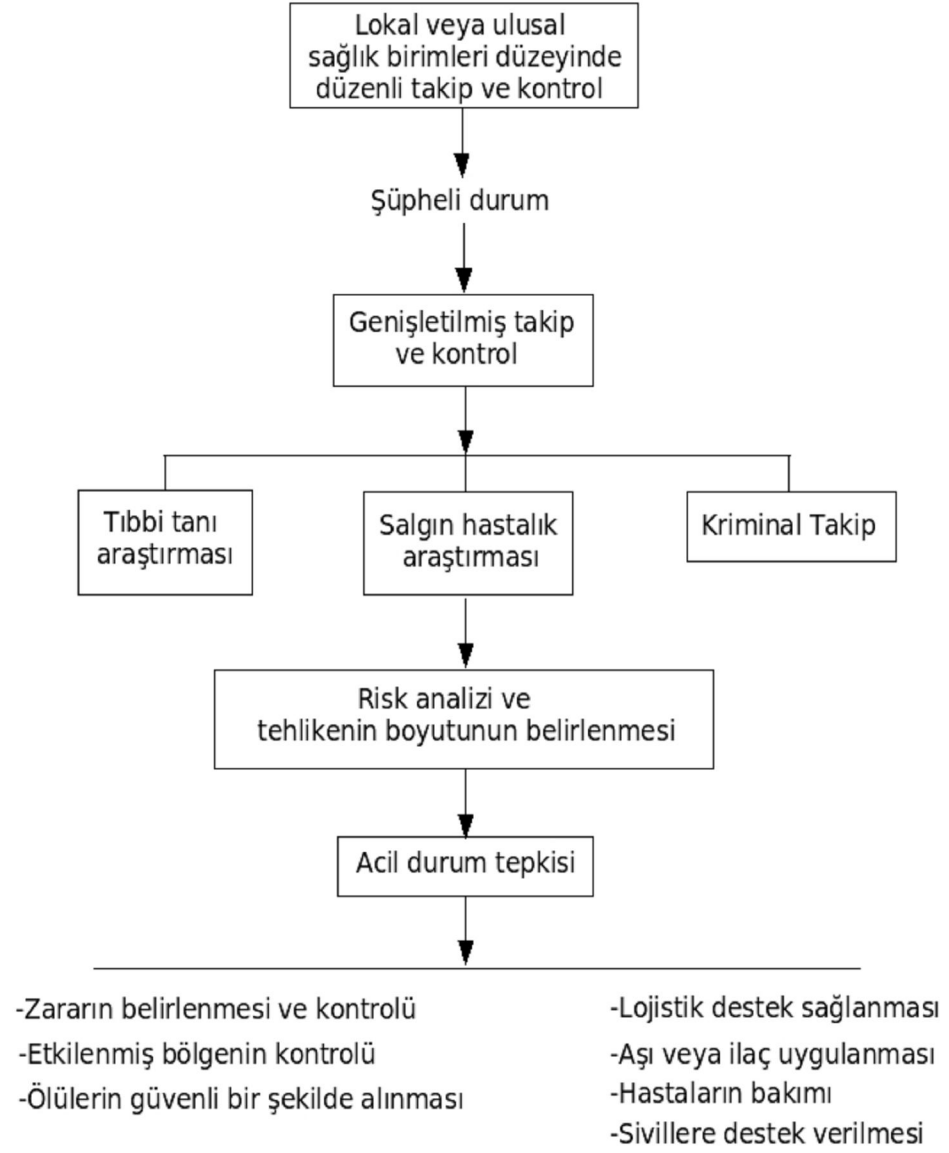 Lokal veya ulusal
sağlık birimleri düzeyinde
düzenli takip ve kontrol
Şüpheli durum
Genişletilmiş takip
ve kontrol
Tıbbi tanı
araştırması
Salgın hastalık
araştırması
Kriminal Takip
Risk analizi ve
tehlikenin boyutunun belirlenmesi
Acil durum tepkisi
-Zararın belirlenmesi ve kontrolü
-Etkilenmiş bölgenin kontrolü
-Ölülerin güvenli bir şekilde alınması
-Lojistik destek sağlanması
-Aşı veya ilaç uygulanması
-Hastaların bakımı
-Sivillere destek verilmesi